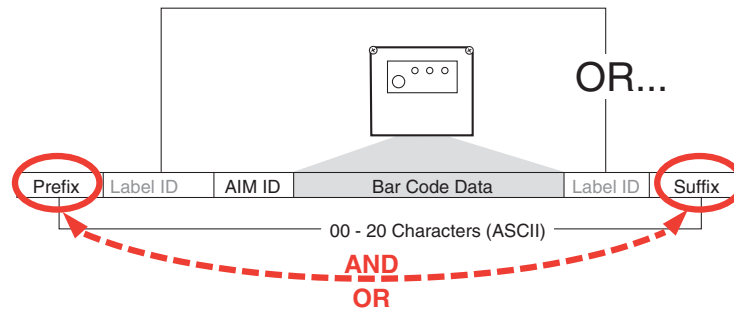 OR...
Prefix Label ID AIM ID Bar Code Data Label ID Suffix
00 - 20 Characters (ASCII)
AND
OR